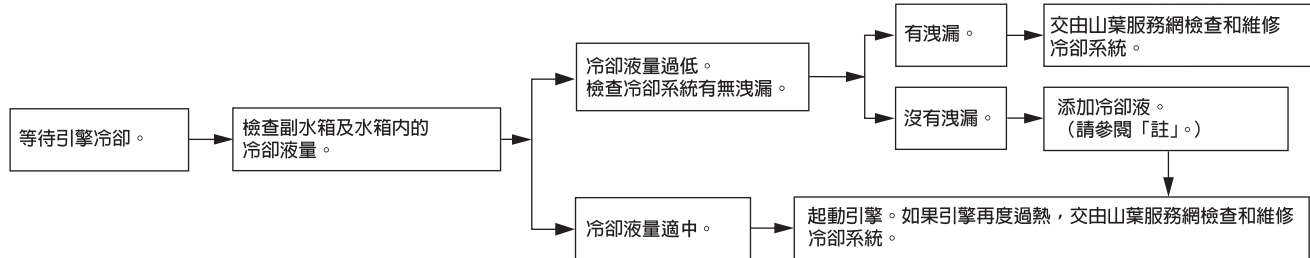 等待引擎冷卻。
檢查副水箱及水箱內的
冷卻液量。
冷卻液量過低。
檢查冷卻系統有無洩漏。
有洩漏。
交由山葉服務網檢查和維修
冷卻系統。
沒有洩漏。
添加冷卻液。
（請參閱「註」。）
冷卻液量適中。
起動引擎。如果引擎再度過熱，交由山葉服務網檢查和維修
冷卻系統。